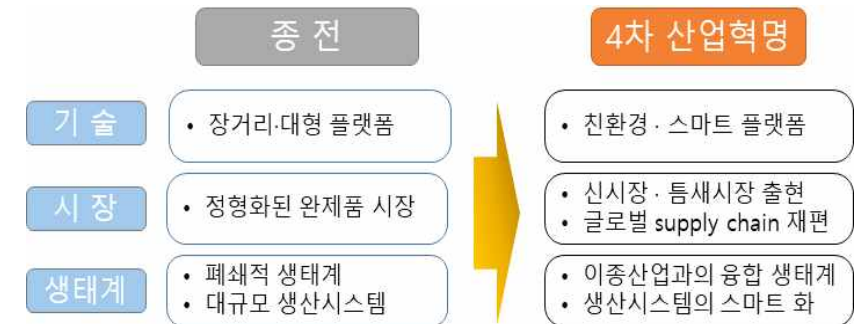 종 전
4차 산업혁명
기 술
• 장거리·대형 플랫폼
• 친환경 · 스마트 플랫폼
시 장
• 정형화된 완제품 시장
• 신시장 · 틈새시장 출현
• 글로벌 supply chain 재편
생태계
• 폐쇄적 생태계
• 대규모 생산시스템
• 이종산업과의 융합 생태계
• 생산시스템의 스마트 화